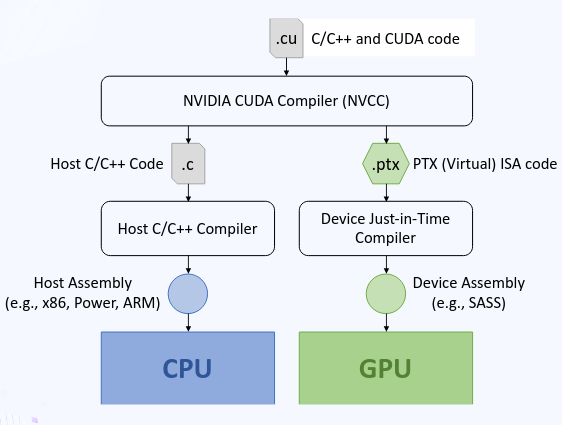 .cu C/C++ and CUDA code
NVIDIA CUDA Compiler (NVCC)
Host C/C++ Code .c
.ptx PTX (Virtual) ISA code
Host C/C++ Compiler
Device Just-in-Time
Compiler
Host Assembly
(e.g., x86, Power, ARM)
Device Assembly
(e.g., SASS)
CPU
GPU